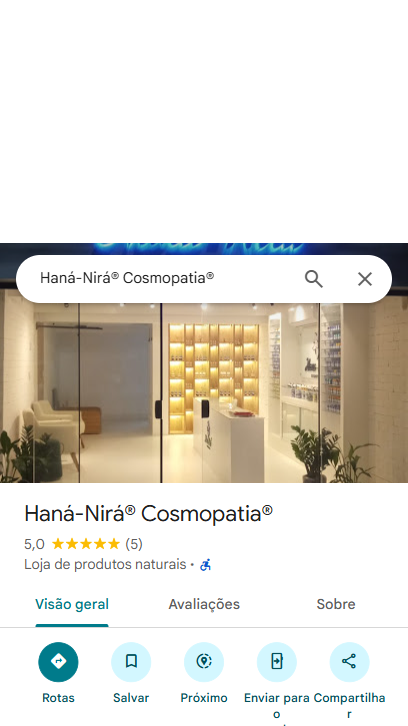 Haná-Nirá® Cosmopatia®
Haná-Nirá® Cosmopatia®
5,0 (5)
Loja de produtos naturais ·
Visão geral Avaliações Sobre
Rotas Salvar Próximo Enviar para o Compartilhar